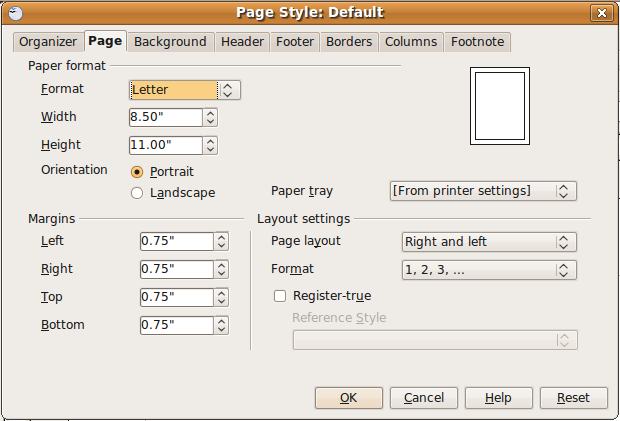 Page Style: Default
Organizer Page Background Header Footer Borders Columns Footnote
Paper format
Format Letter
Width 8.50"
Height 11.00"
Orientation Portrait
Landscape
Paper tray [From printer settings]
Margins
Left 0.75"
Right 0.75"
Top 0.75"
Bottom 0.75"
Layout settings
Page layout Right and left
Format 1, 2, 3, ...
Register-true
Reference Style
OK Cancel Help Reset